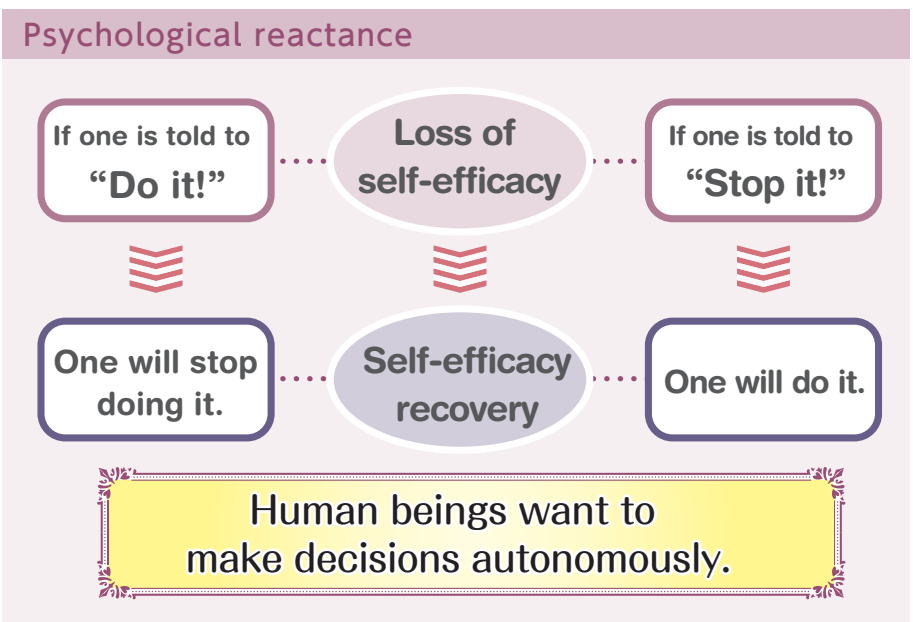 Psychological reactance
If one is told to
“Do it!”
Loss of
self-efficacy
If one is told to
“Stop it!”
One will stop
doing it.
Self-efficacy
recovery
One will do it.
Human beings want to
make decisions autonomously.